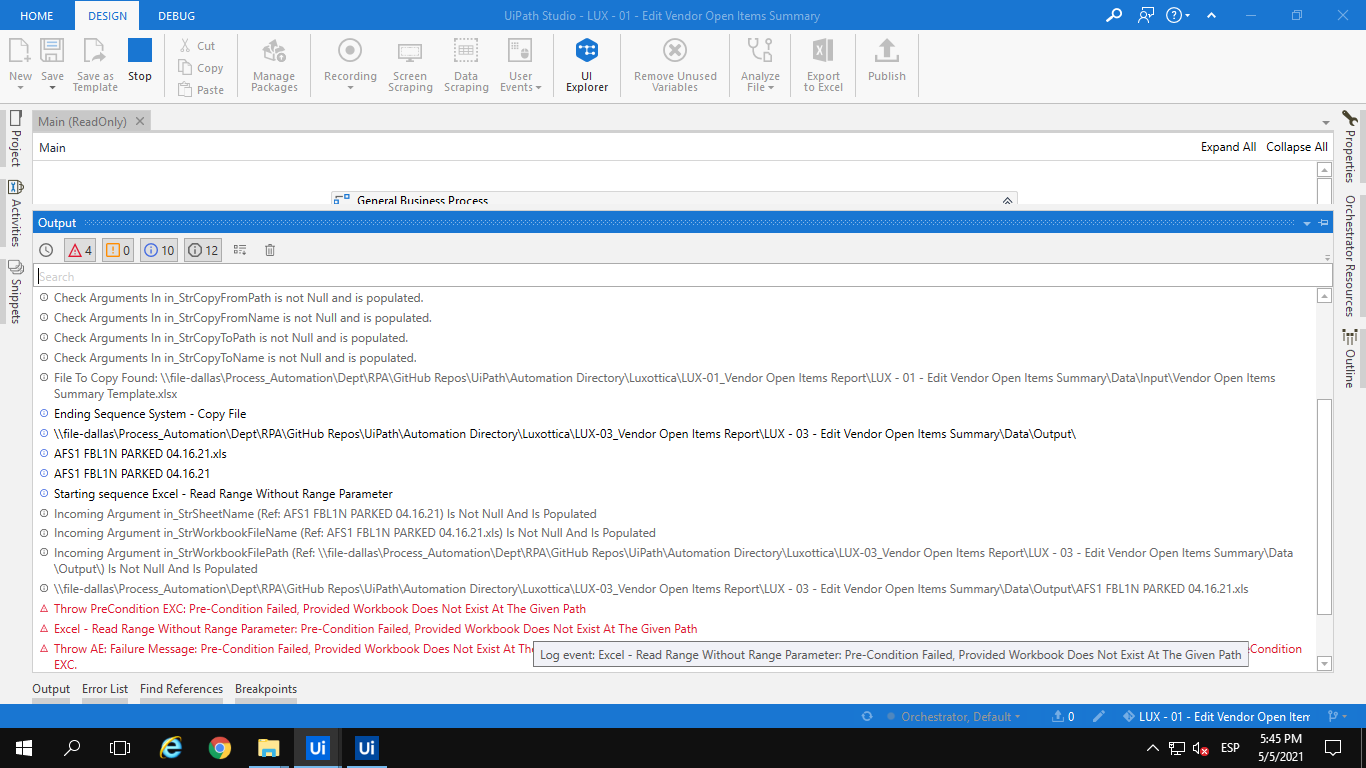 HOME DESIGN DEBUG UiPath Studio - LUX - 01 - Edit Vendor Open Items Summary
New Save Save as Template Stop Cut Copy Paste Manage Packages Recording Screen Scraping Data Scraping User Events UI Explorer Remove Unused Variables Analyze File Export to Excel Publish
Main (ReadOnly)
Main Expand All Collapse All
General Business Process
Project
Activities
Snippets
Properties
Orchestrator Resources
Outline
Output
4 0 10 12
Search
Check Arguments In in_StrCopyFromPath is not Null and is populated.
Check Arguments In in_StrCopyFromName is not Null and is populated.
Check Arguments In in_StrCopyToPath is not Null and is populated.
Check Arguments In in_StrCopyToName is not Null and is populated.
File To Copy Found: \\file-dallas\Process_Automation\Dept\RPA\GitHub Repos\UiPath\Automation Directory\Luxottica\LUX-01_Vendor Open Items Report\LUX - 01 - Edit Vendor Open Items Summary\Data\Input\Vendor Open Items
Summary Template.xlsx
Ending Sequence System - Copy File
\\file-dallas\Process_Automation\Dept\RPA\GitHub Repos\UiPath\Automation Directory\Luxottica\LUX-03_Vendor Open Items Report\LUX - 03 - Edit Vendor Open Items Summary\Data\Output\
AFS1 FBL1N PARKED 04.16.21.xls
AFS1 FBL1N PARKED 04.16.21
Starting sequence Excel - Read Range Without Range Parameter
Incoming Argument in_StrSheetName (Ref: AFS1 FBL1N PARKED 04.16.21) Is Not Null And Is Populated
Incoming Argument in_StrWorkbookFileName (Ref: AFS1 FBL1N PARKED 04.16.21.xls) Is Not Null And Is Populated
Incoming Argument in_StrWorkbookFilePath (Ref: \\file-dallas\Process_Automation\Dept\RPA\GitHub Repos\UiPath\Automation Directory\Luxottica\LUX-03_Vendor Open Items Report\LUX - 03 - Edit Vendor Open Items Summary\Data
\Output\) Is Not Null And Is Populated
\\file-dallas\Process_Automation\Dept\RPA\GitHub Repos\UiPath\Automation Directory\Luxottica\LUX-03_Vendor Open Items Report\LUX - 03 - Edit Vendor Open Items Summary\Data\Output\AFS1 FBL1N PARKED 04.16.21.xls
Throw PreCondition EXC: Pre-Condition Failed, Provided Workbook Does Not Exist At The Given Path
Excel - Read Range Without Range Parameter: Pre-Condition Failed, Provided Workbook Does Not Exist At The Given Path
Throw AE: Failure Message: Pre-Condition Failed, Provided Workbook Does Not Exist At The
Condition
EXC.
Log event: Excel - Read Range Without Range Parameter: Pre-Condition Failed, Provided Workbook Does Not Exist At The Given Path
Output Error List Find References Breakpoints
Orchestrator, Default 0 LUX - 01 - Edit Vendor Open Item
Ui Ui ESP 5:45 PM
5/5/2021